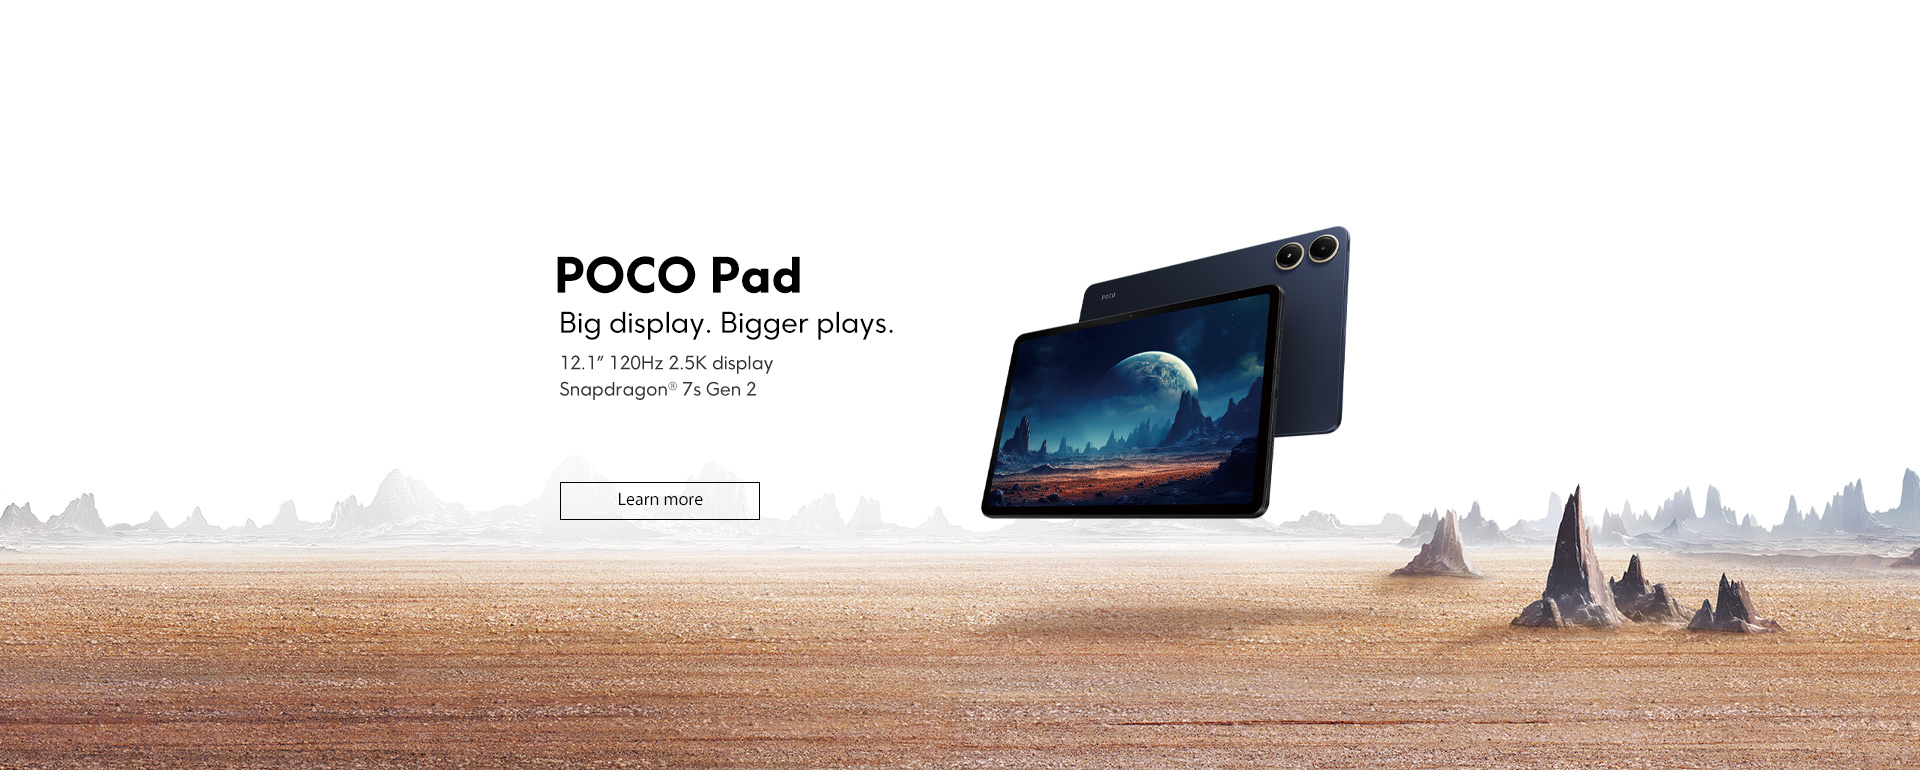 POCO Pad
Big display. Bigger plays.
12.1” 120Hz 2.5K display
Snapdragon® 7s Gen 2
Learn more
POCO